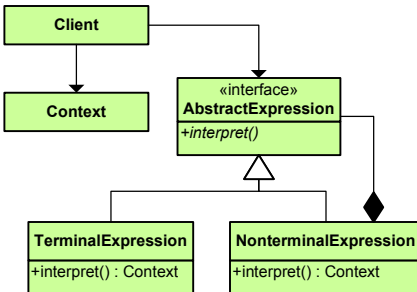 Client
Context
«interface»
AbstractExpression
+interpret()
TerminalExpression
+interpret() : Context
NonterminalExpression
+interpret() : Context